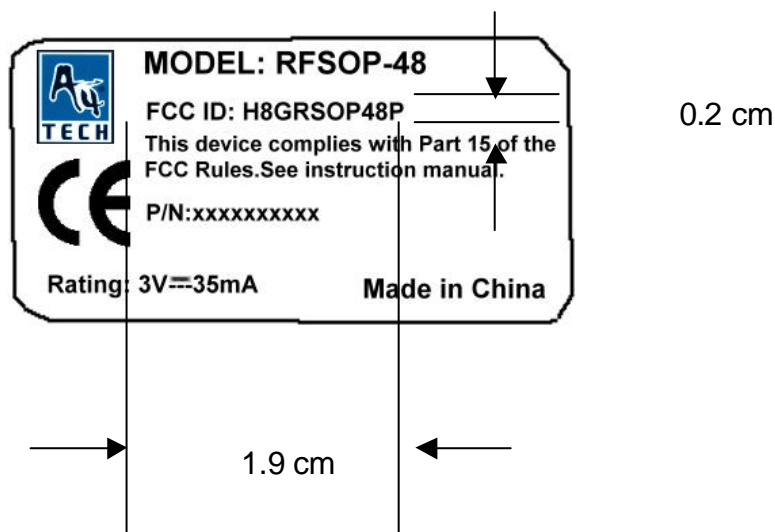 MODEL: RFSOP-48
A4
TECH
FCC ID: H8GRSOP48P
0.2 cm
This device complies with Part 15 of the
FCC Rules.See instruction manual.
CE
P/N:xxxxxxxxxx
Rating: 3V⎓35mA
Made in China
1.9 cm